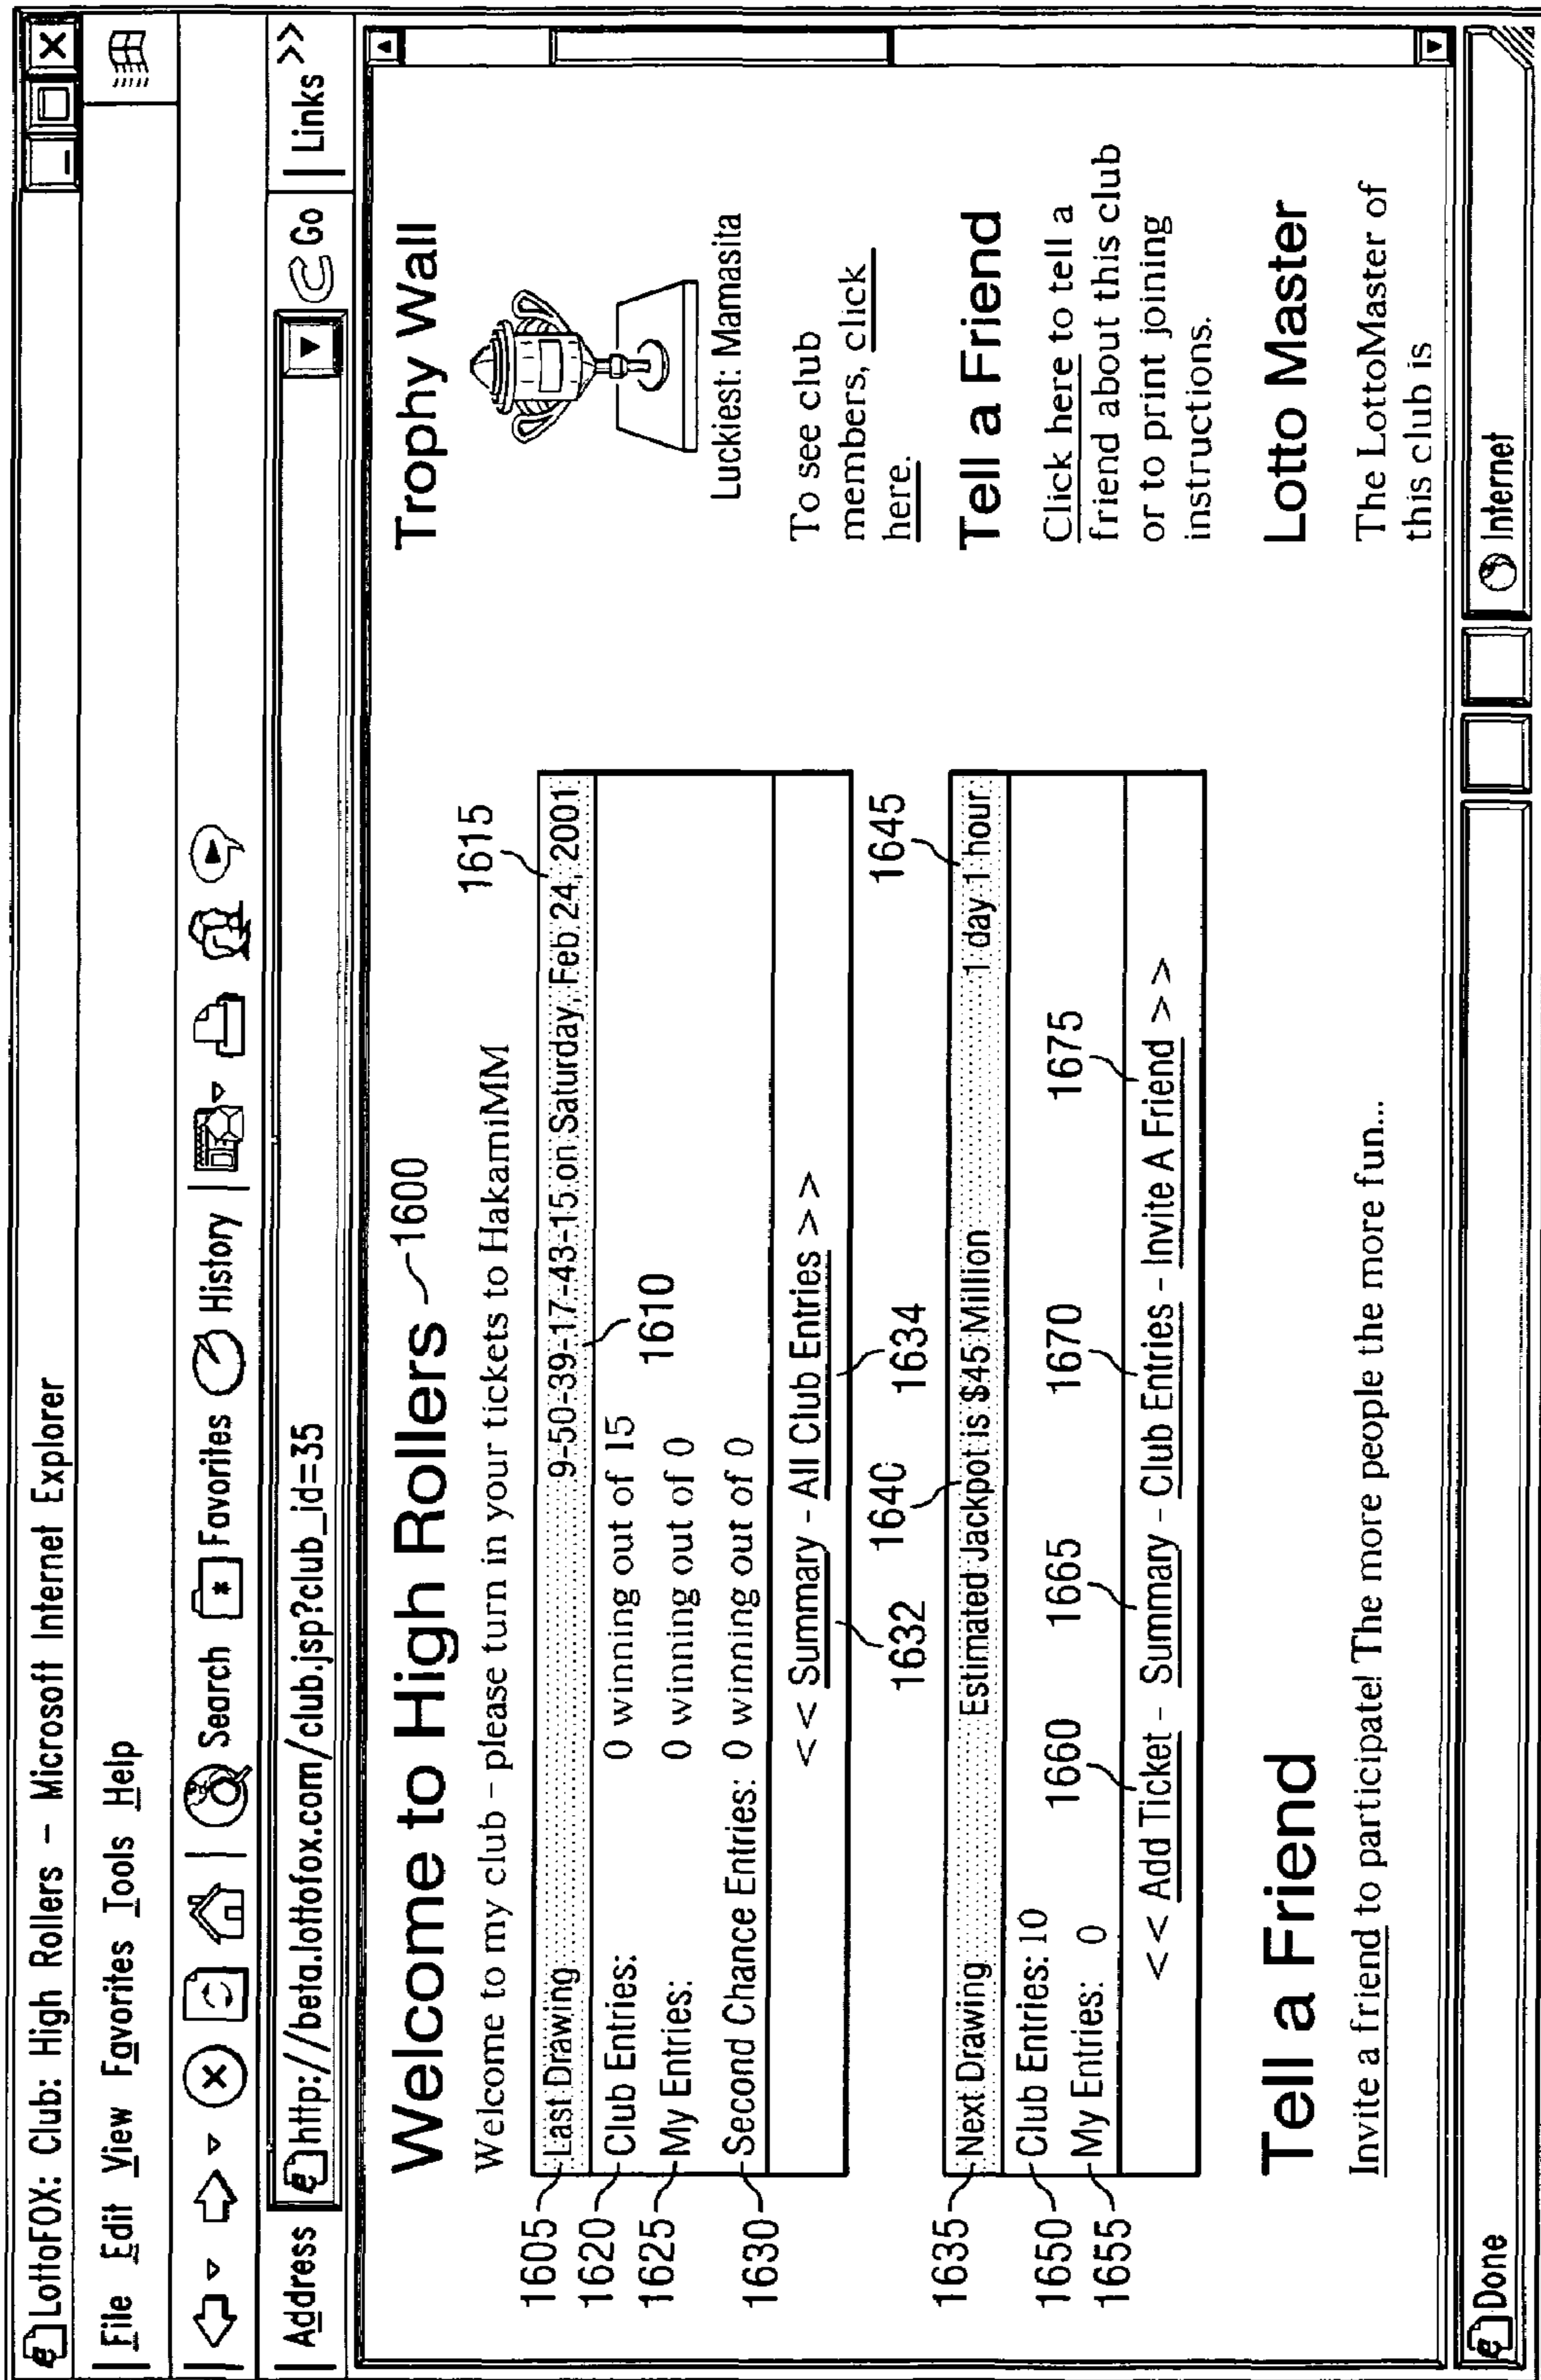 LottoFOX: Club: High Rollers – Microsoft Internet Explorer
File Edit View Favorites Tools Help
Search Favorites History
Address http://beta.lottofox.com/club.jsp?club_id=35 Go Links >>
Welcome to High Rollers 1600
Welcome to my club – please turn in your tickets to HakamiMM
1615
1605 Last Drawing 9-50-39-17-43-15 on Saturday, Feb 24, 2001
1620 Club Entries: 0 winning out of 15
1610
1625 My Entries: 0 winning out of 0
1630 Second Chance Entries: 0 winning out of 0
<< Summary - All Club Entries >>
1632 1634
1640 1645
1635 Next Drawing Estimated Jackpot is $45 Million 1 day 1 hour
1650 Club Entries: 10
1655 My Entries: 0
1660 1665 1670 1675
<< Add Ticket - Summary - Club Entries - Invite A Friend >>
Tell a Friend
Invite a friend to participate! The more people the more fun...
Trophy Wall
Luckiest: Mamasita
To see club
members, click
here.
Tell a Friend
Click here to tell a
friend about this club
or to print joining
instructions.
Lotto Master
The LottoMaster of
this club is
Done Internet